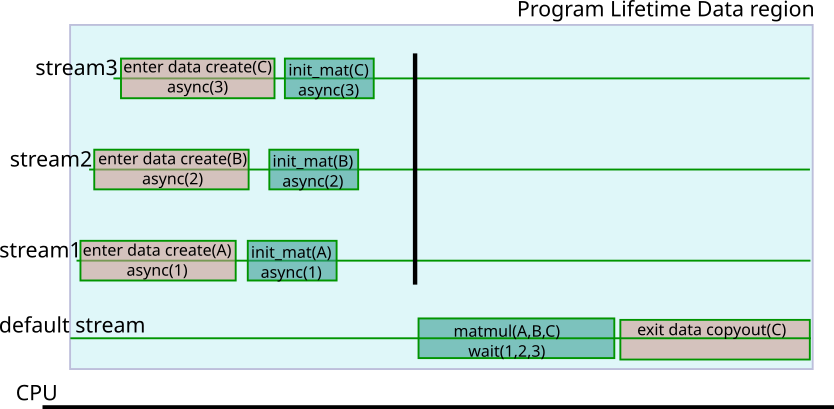 Program Lifetime Data region
stream3
enter data create(C)
async(3)
init_mat(C)
async(3)
stream2
enter data create(B)
async(2)
init_mat(B)
async(2)
stream1
enter data create(A)
async(1)
init_mat(A)
async(1)
default stream
matmul(A,B,C)
wait(1,2,3)
exit data copyout(C)
CPU